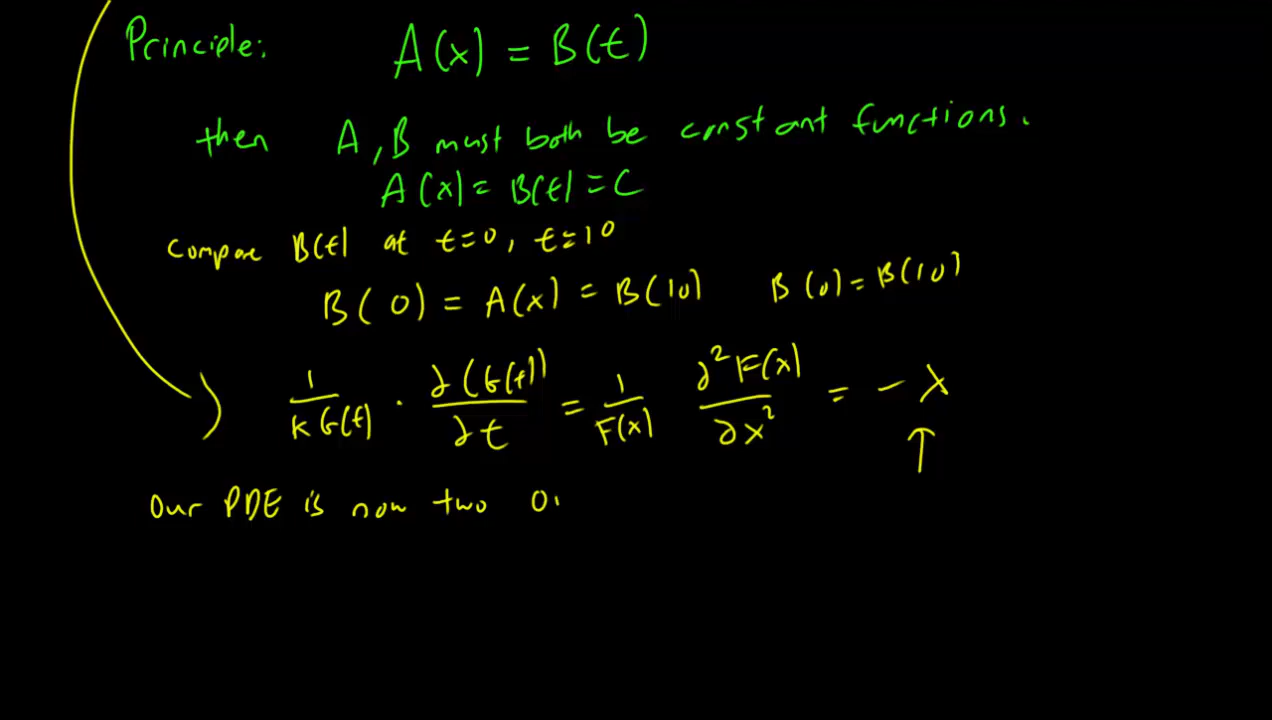 Principle: A(x) = B(t)
then A, B must both be constant functions.
A(x) = B(t) = C
Compare B(t) at t=0, t=10
B(0) = A(x) = B(10) B(0) = B(10)
1/(k G(t)) · ∂(G(t))/∂t = 1/F(x) ∂²F(x)/∂x² = -λ
↑
Our PDE is now two